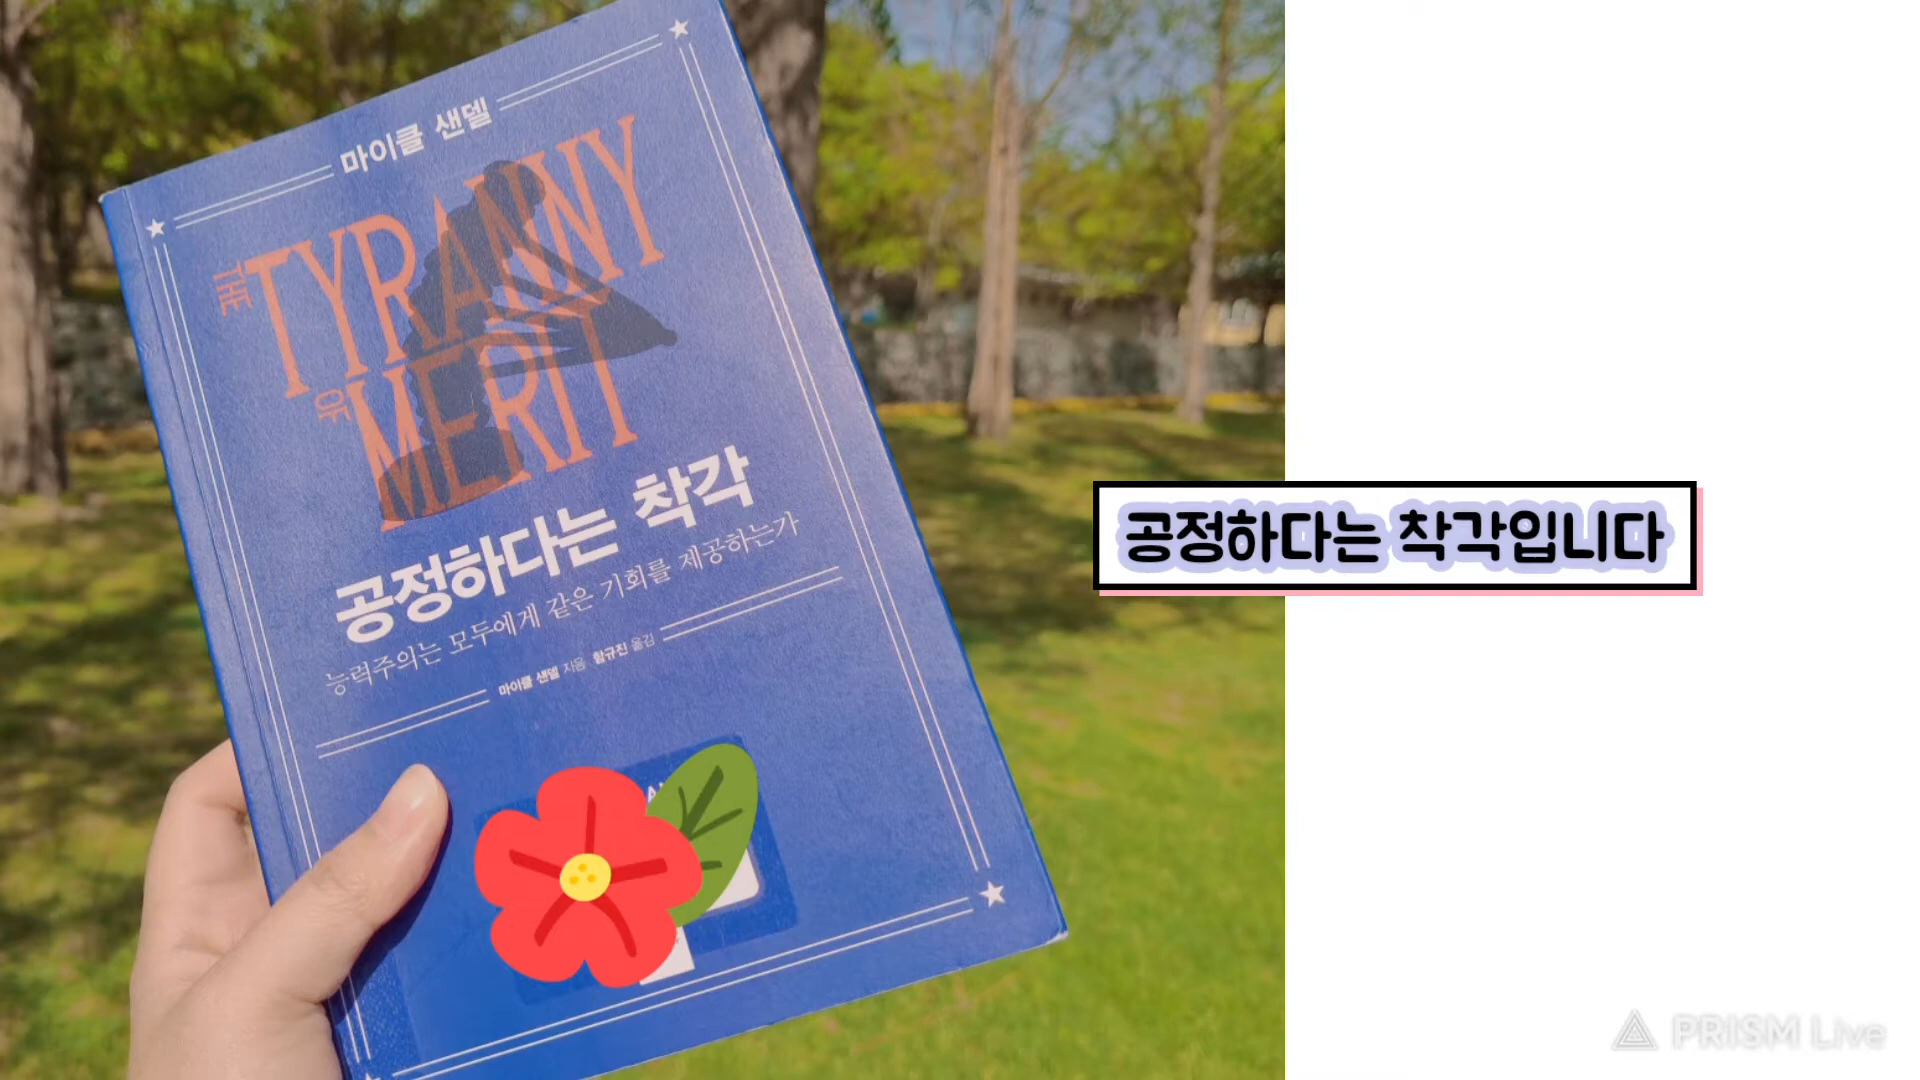 마이클 샌델
THE
TYRANNY
OF
MERIT
공정하다는 착각
능력주의는 모두에게 같은 기회를 제공하는가
마이클 샌델 지음 함규진 옮김
공정하다는 착각입니다
PRISM Live